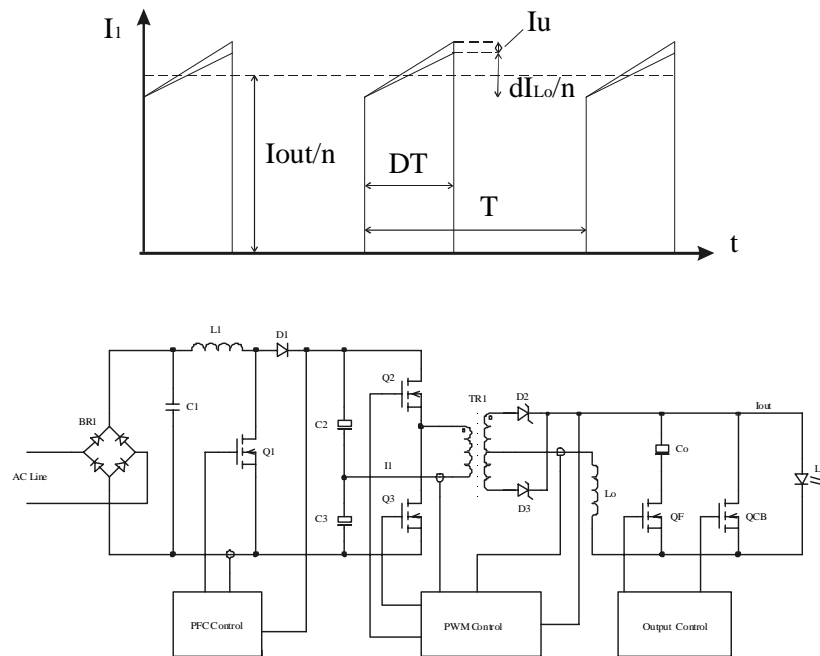 I1
Iu
dILo/n
Iout/n
DT
T
t
L1
D1
Q2
TR1
D2
Iout
BR1
C1
C2
Co
L
Q1
AC Line
I1
Lo
Q3
D3
QF
QCB
C3
PFC Control
PWM Control
Output Control